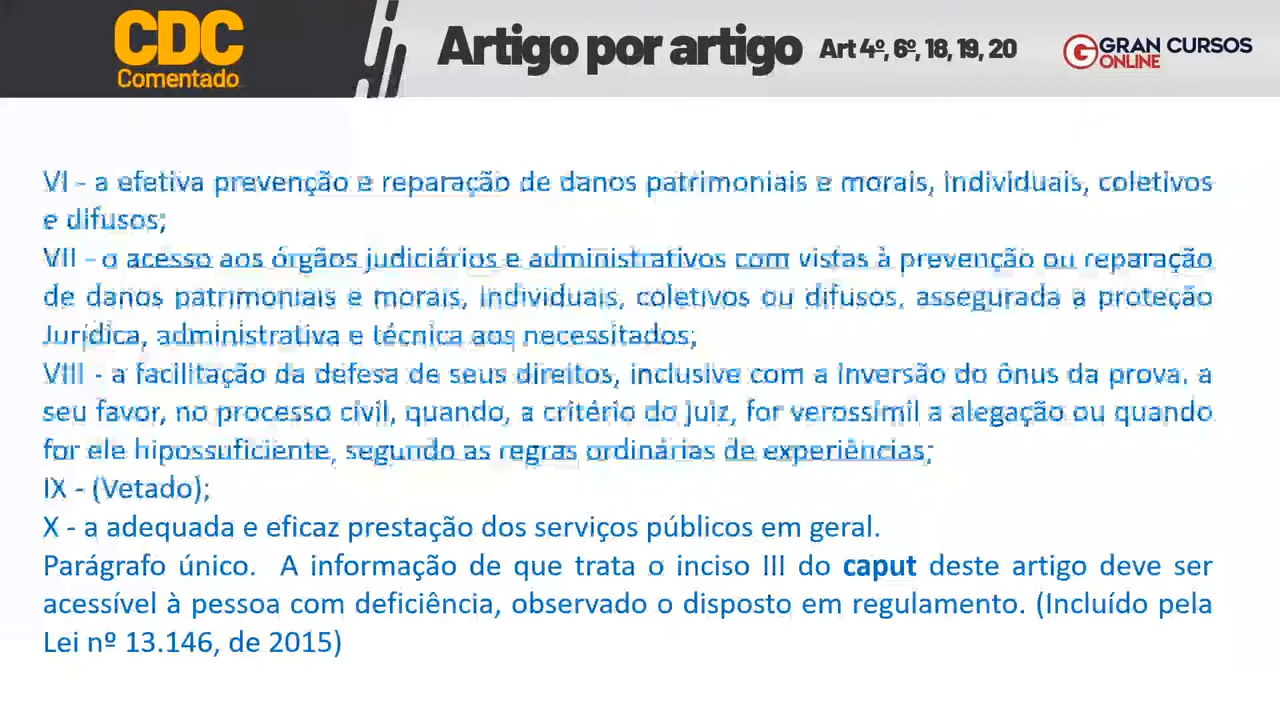 CDC
Comentado
Artigo por artigo Art 4º, 6º, 18, 19, 20
GRAN CURSOS
ONLINE
VI - a efetiva prevenção e reparação de danos patrimoniais e morais, individuais, coletivos
e difusos;
VII - o acesso aos órgãos judiciários e administrativos com vistas à prevenção ou reparação
de danos patrimoniais e morais, individuais, coletivos ou difusos, assegurada a proteção
Jurídica, administrativa e técnica aos necessitados;
VIII - a facilitação da defesa de seus direitos, inclusive com a inversão do ônus da prova, a
seu favor, no processo civil, quando, a critério do juiz, for verossímil a alegação ou quando
for ele hipossuficiente, segundo as regras ordinárias de experiências;
IX - (Vetado);
X - a adequada e eficaz prestação dos serviços públicos em geral.
Parágrafo único. A informação de que trata o inciso III do caput deste artigo deve ser
acessível à pessoa com deficiência, observado o disposto em regulamento. (Incluído pela
Lei nº 13.146, de 2015)